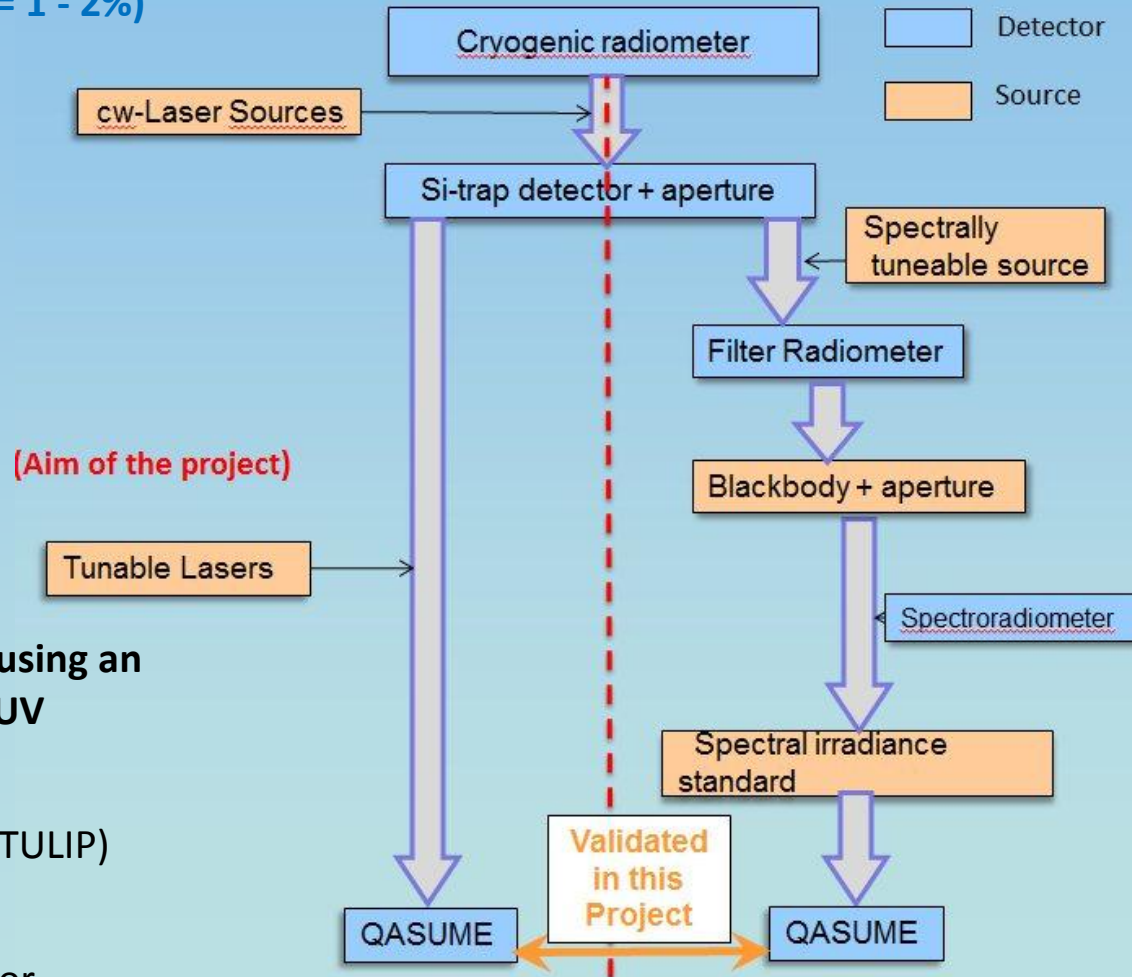 = 1 - 2%)
Cryogenic radiometer
Detector
Source
cw-Laser Sources
Si-trap detector + aperture
Spectrally
tuneable source
Filter Radiometer
(Aim of the project)
Blackbody + aperture
Tunable Lasers
Spectroradiometer
using an
UV
Spectral irradiance
standard
TULIP)
Validated
in this
Project
QASUME
QASUME